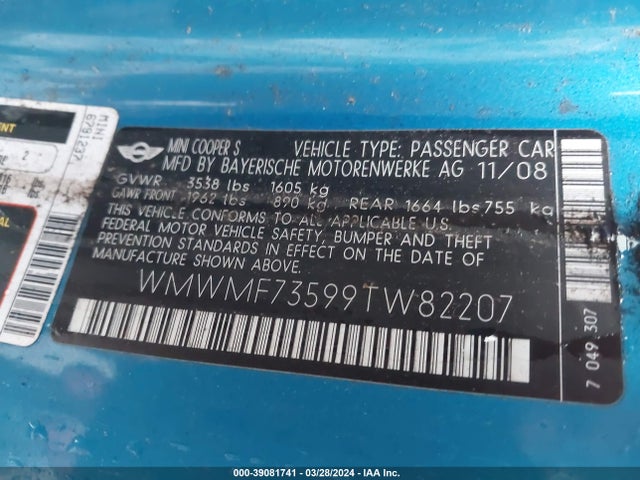 MINI COOPER S VEHICLE TYPE: PASSENGER CAR
MFD BY BAYERISCHE MOTORENWERKE AG 11/08
GVWR 3538 lbs 1605 kg
GAWR FRONT 1962 lbs 890 kg REAR 1664 lbs 755 kg
THIS VEHICLE CONFORMS TO ALL APPLICABLE U.S.
FEDERAL MOTOR VEHICLE SAFETY, BUMPER AND THEFT
PREVENTION STANDARDS IN EFFECT ON THE DATE OF
MANUFACTURE SHOWN ABOVE.
WMWMF73599TW82207
7 049 307
MINI
6791237
2
000-39081741 | 03/28/2024 | IAA Inc.